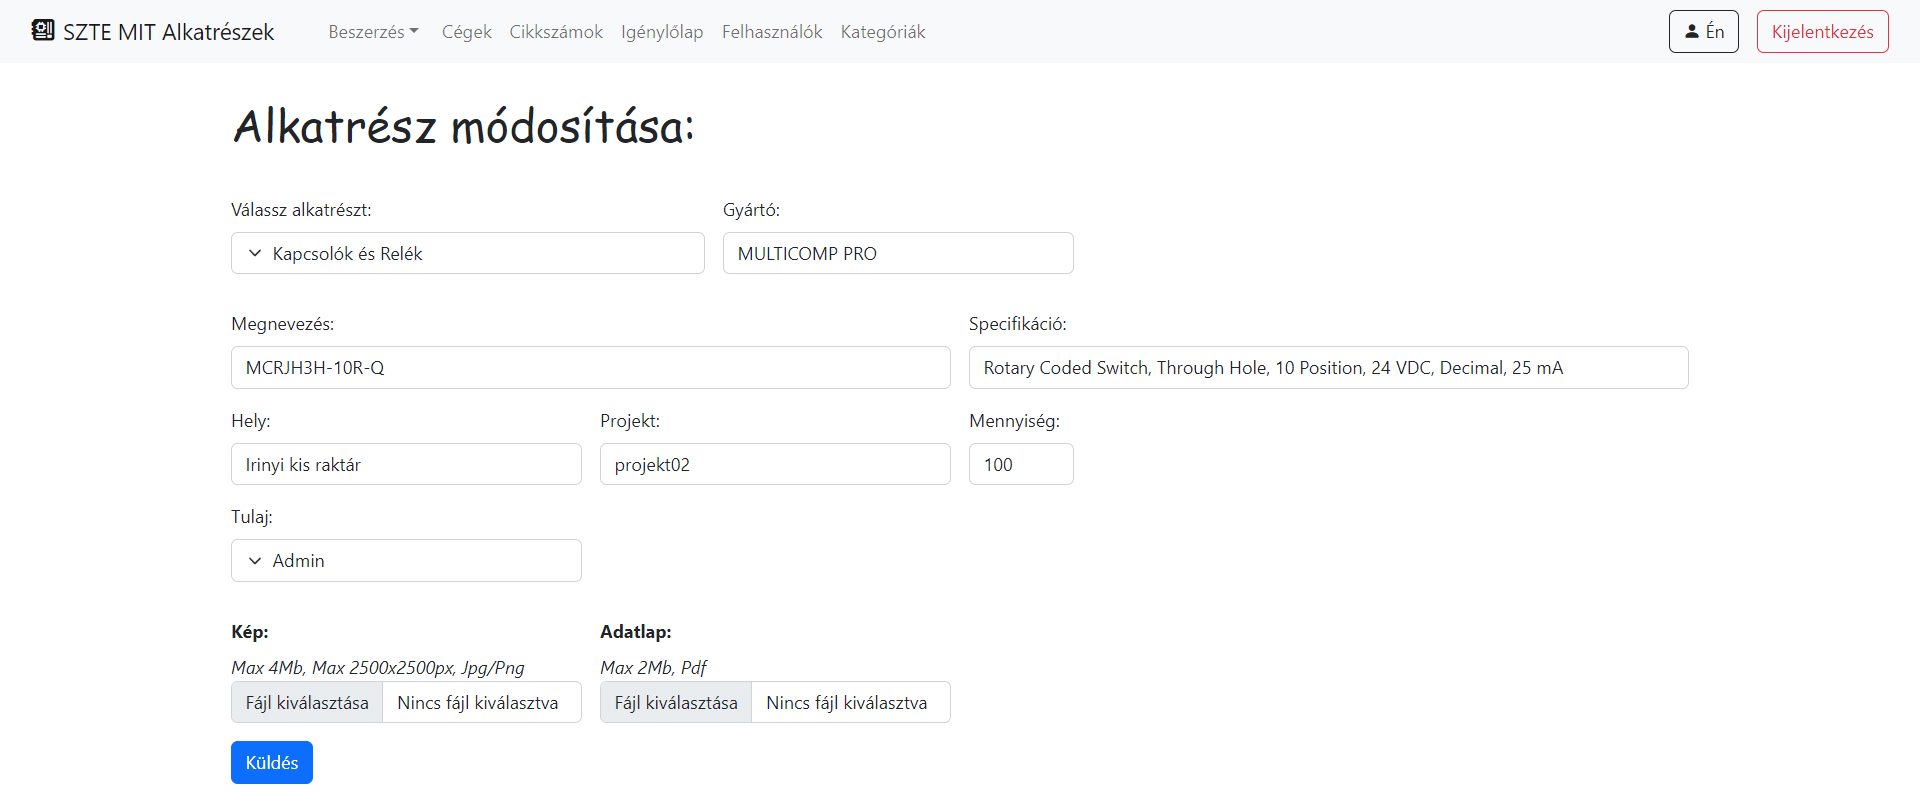 SZTE MIT Alkatrészek Beszerzés Cégek Cikkszámok Igénylőlap Felhasználók Kategóriák Én Kijelentkezés
Alkatrész módosítása:
Válassz alkatrészt: Gyártó:
Kapcsolók és Relék MULTICOMP PRO
Megnevezés: Specifikáció:
MCRJH3H-10R-Q Rotary Coded Switch, Through Hole, 10 Position, 24 VDC, Decimal, 25 mA
Hely: Projekt: Mennyiség:
Irinyi kis raktár projekt02 100
Tulaj:
Admin
Kép: Adatlap:
Max 4Mb, Max 2500x2500px, Jpg/Png Max 2Mb, Pdf
Fájl kiválasztása Nincs fájl kiválasztva Fájl kiválasztása Nincs fájl kiválasztva
Küldés